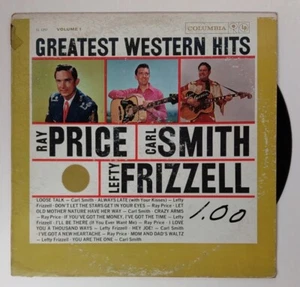 VOLUME 1
COLUMBIA
GREATEST WESTERN HITS
RAY PRICE
CARL SMITH
LEFTY FRIZZELL
LOOSE TALK – Carl Smith · ALWAYS LATE (with Your Kisses) – Lefty
Frizzell · DON'T LET THE STARS GET IN YOUR EYES – Ray Price · LET
OLD MOTHER NATURE HAVE HER WAY – Carl Smith · CRAZY ARMS
– Ray Price · IF YOU'VE GOT THE MONEY, I'VE GOT THE TIME – Lefty
Frizzell · I'LL BE THERE (If You Ever Want Me) – Ray Price · I LOVE
YOU A THOUSAND WAYS – Lefty Frizzell · HEY JOE! – Carl Smith
I'VE GOT A NEW HEARTACHE – Ray Price · MOM AND DAD'S WALTZ
– Lefty Frizzell · YOU ARE THE ONE – Carl Smith
1.00